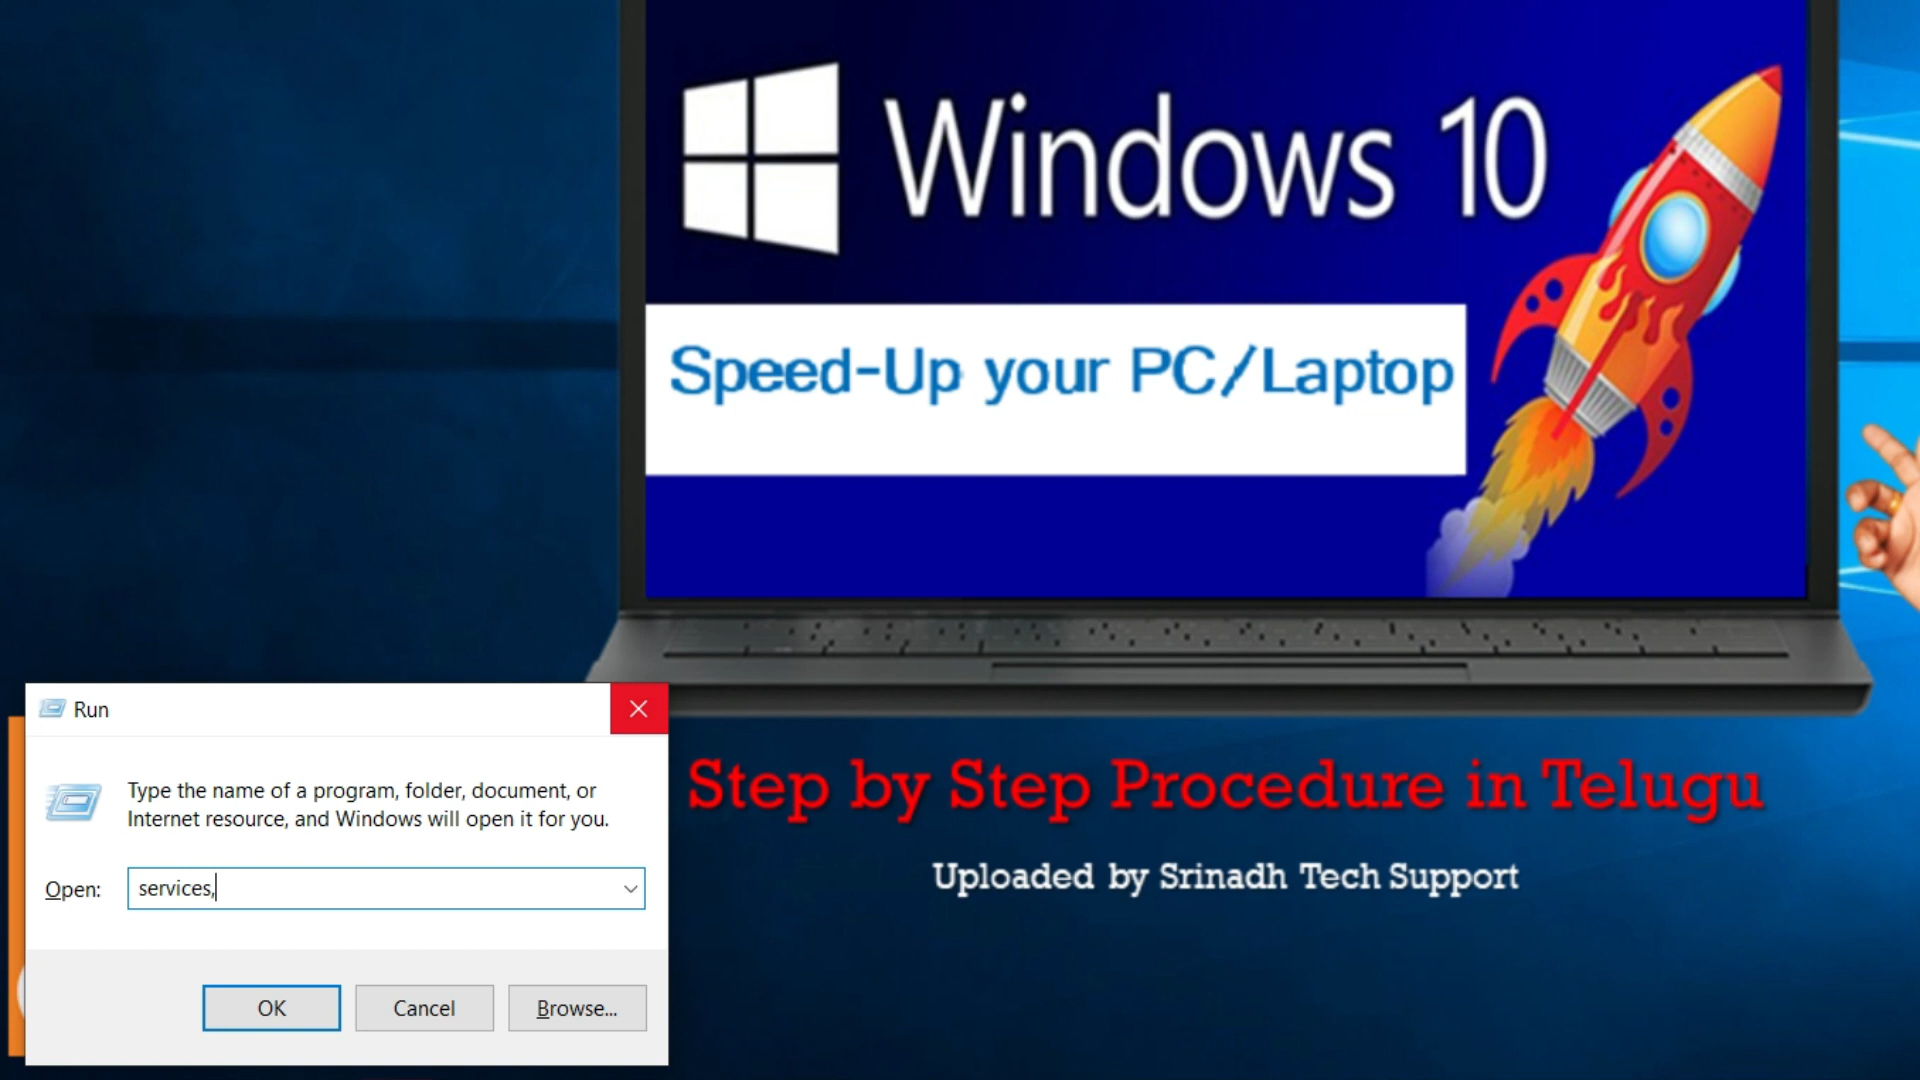 Windows 10
Speed-Up your PC/Laptop
Step by Step Procedure in Telugu
Uploaded by Srinadh Tech Support
Run
Type the name of a program, folder, document, or
Internet resource, and Windows will open it for you.
Open: services,
OK Cancel Browse...